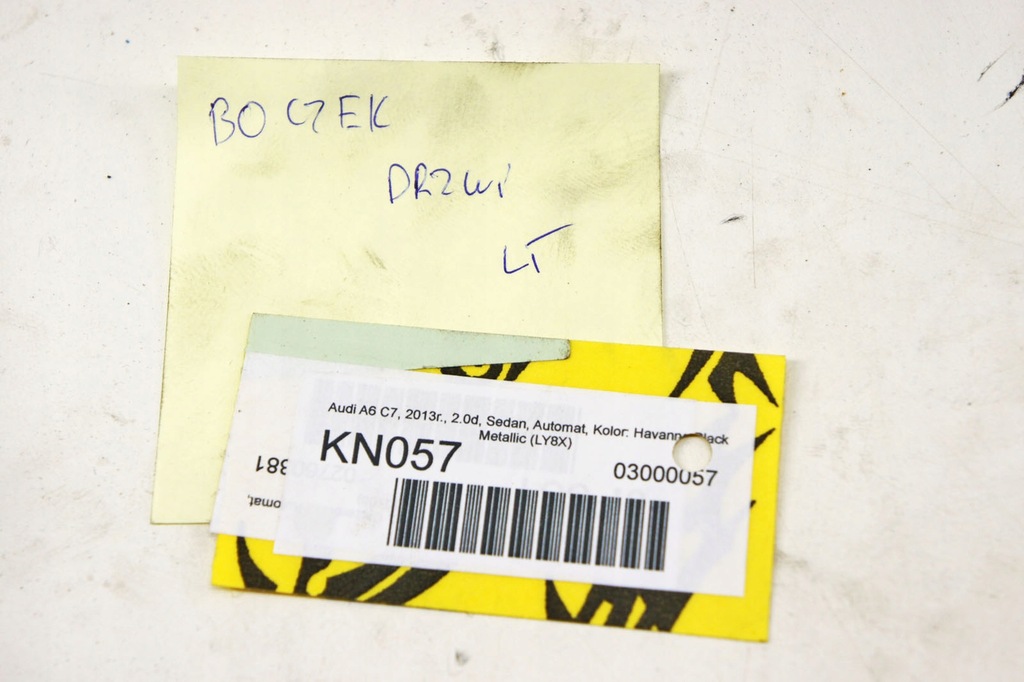 BOCZEK
DRZWI
LT
Audi A6 C7, 2013r., 2.0d, Sedan, Automat, Kolor: Havanna Black
Metallic (LY8X)
KN057
03000057